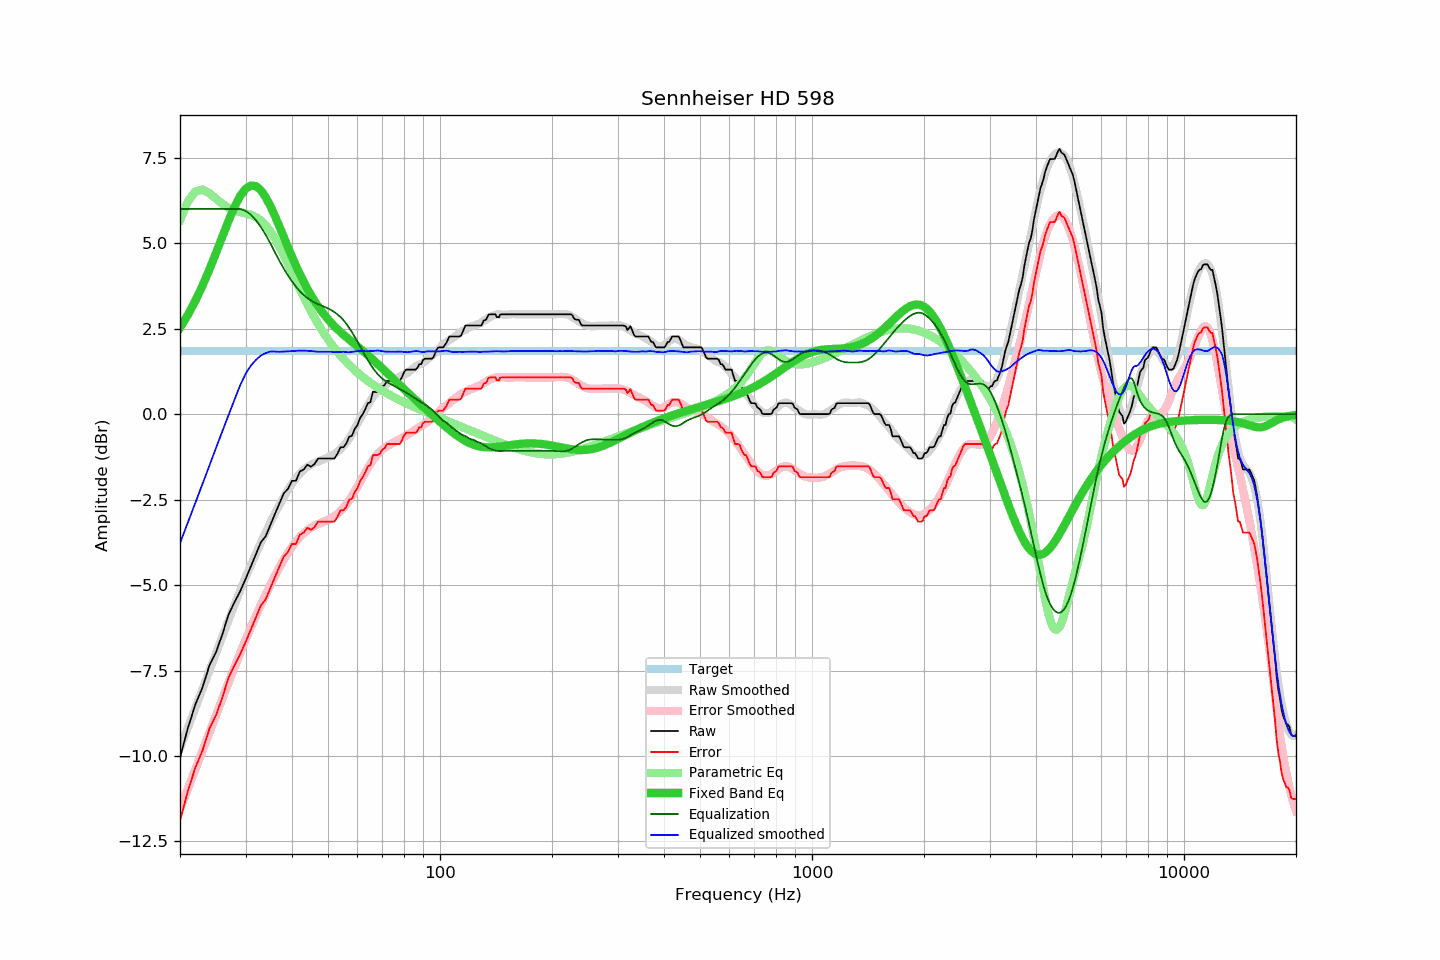 Sennheiser HD 598
Amplitude (dBr)
7.5
5.0
2.5
0.0
−2.5
−5.0
−7.5
−10.0
−12.5
Target
Raw Smoothed
Error Smoothed
Raw
Error
Parametric Eq
Fixed Band Eq
Equalization
Equalized smoothed
100
1000
10000
Frequency (Hz)